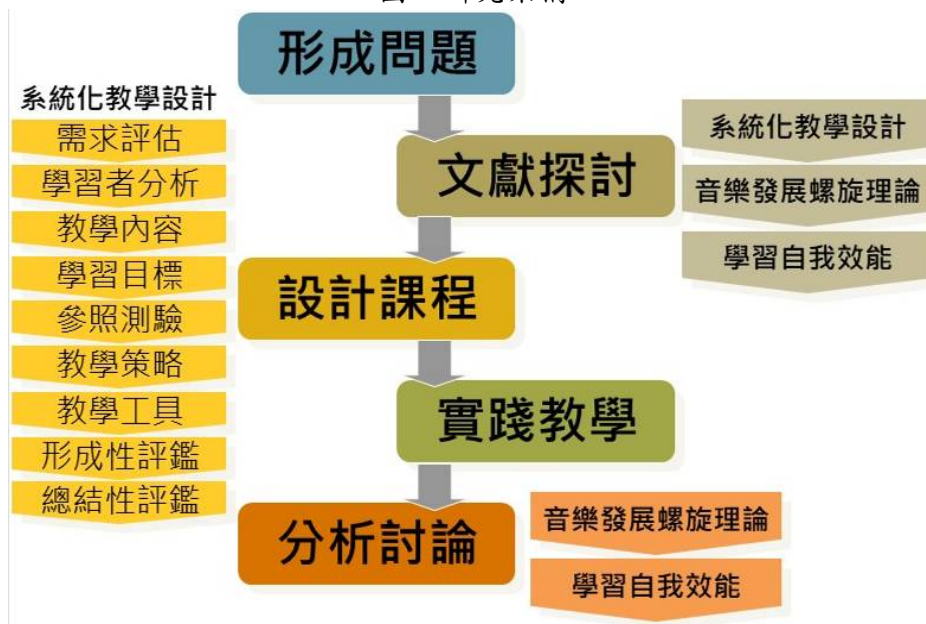 形成問題
系統化教學設計
需求評估
學習者分析
教學內容
學習目標
參照測驗
教學策略
教學工具
形成性評鑑
總結性評鑑
文獻探討
系統化教學設計
音樂發展螺旋理論
學習自我效能
設計課程
實踐教學
分析討論
音樂發展螺旋理論
學習自我效能